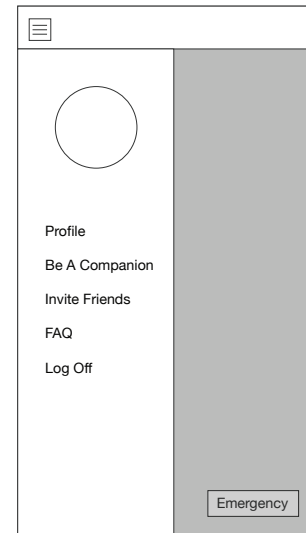 Profile
Be A Companion
Invite Friends
FAQ
Log Off
Emergency